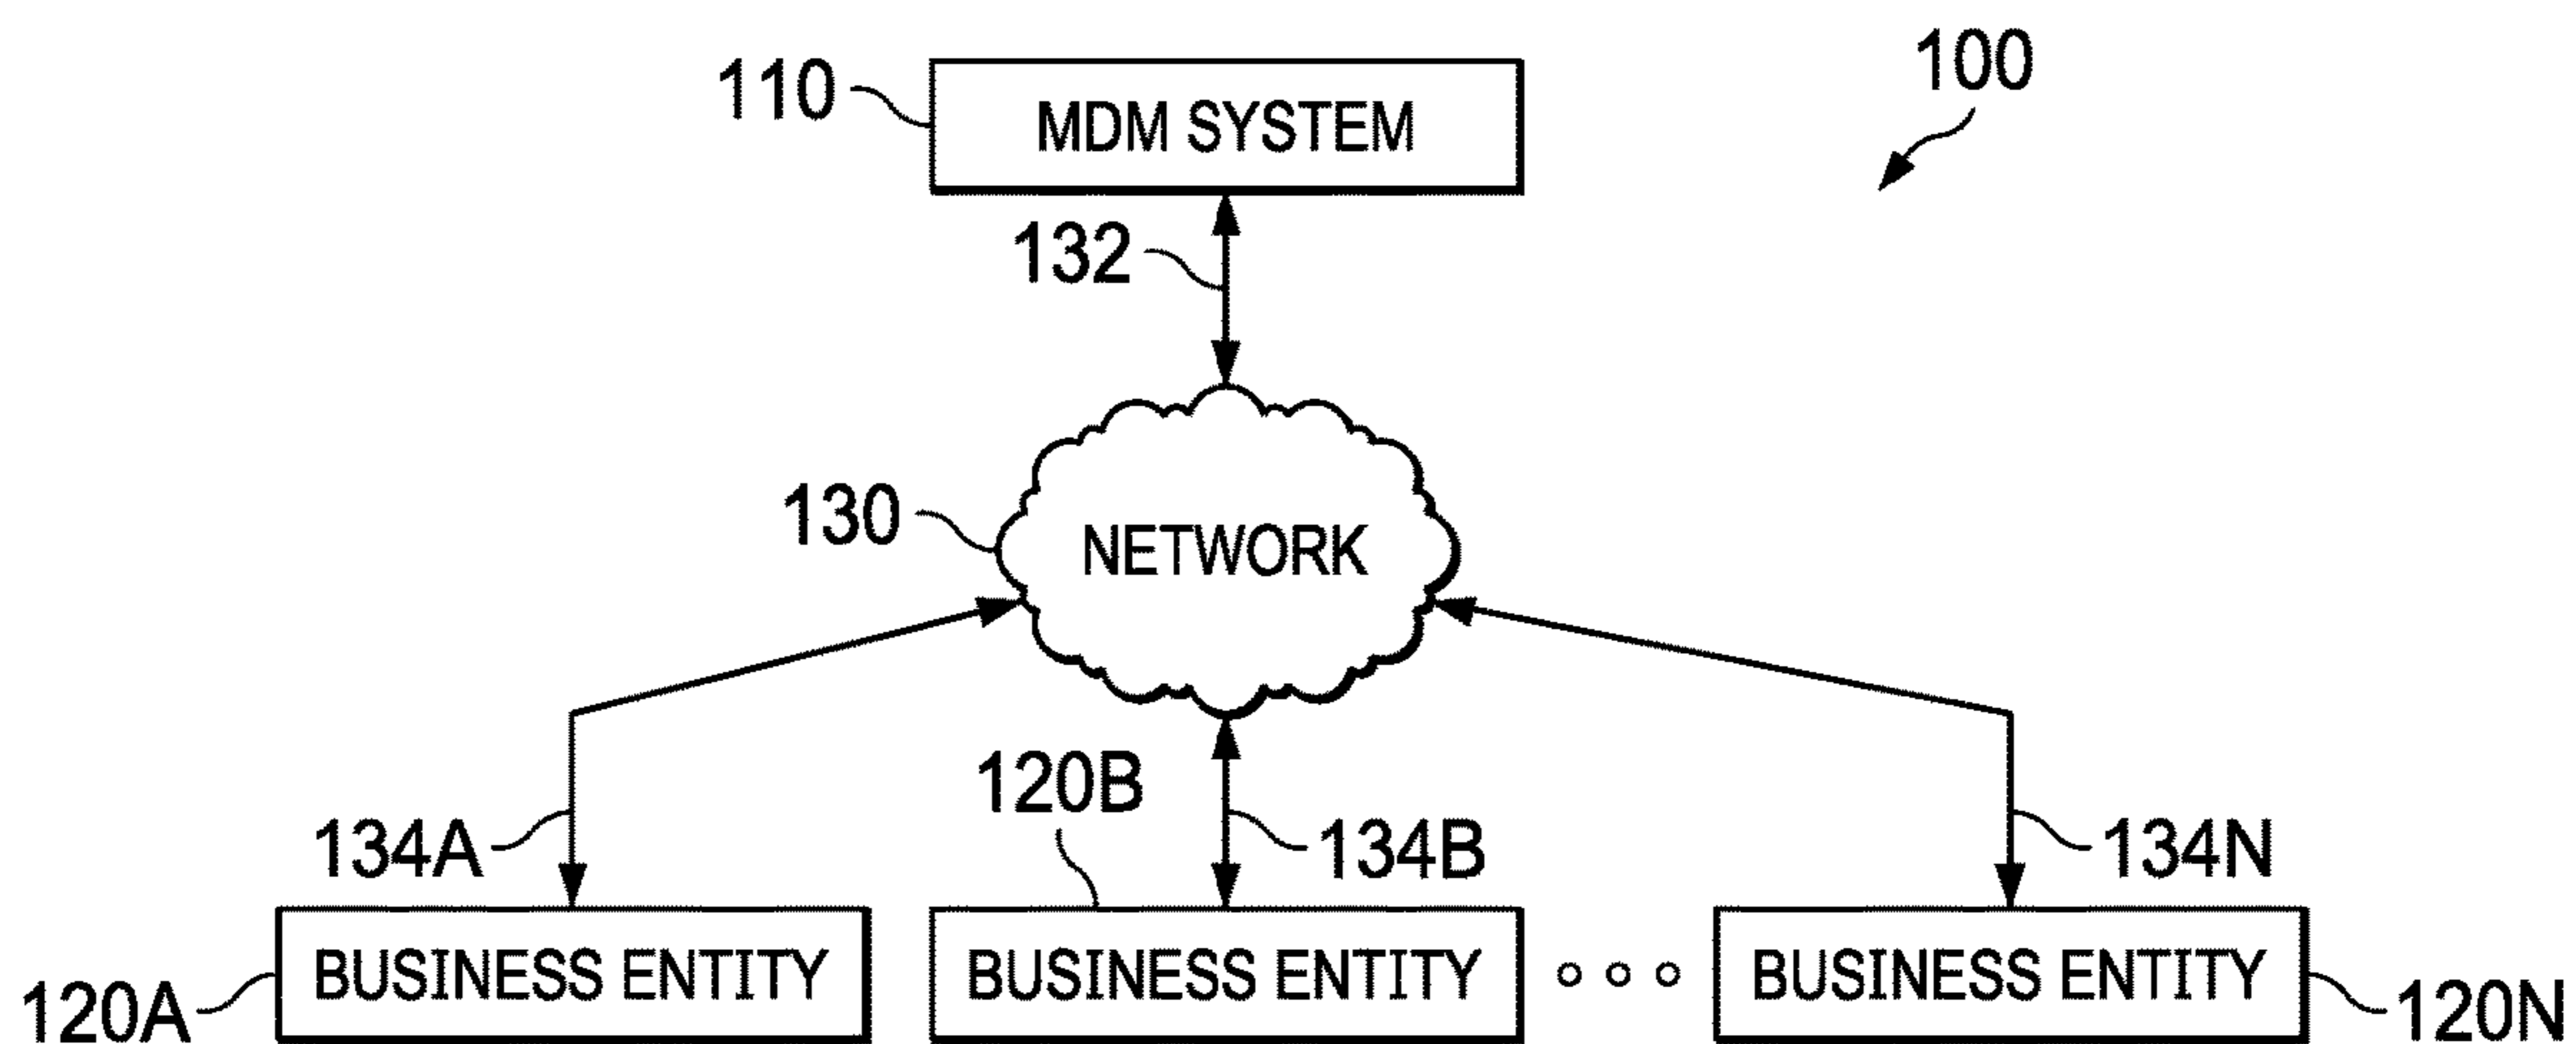 100
110
MDM SYSTEM
132
130
NETWORK
120B
134A
134B
134N
BUSINESS ENTITY
BUSINESS ENTITY
BUSINESS ENTITY
120A
120N